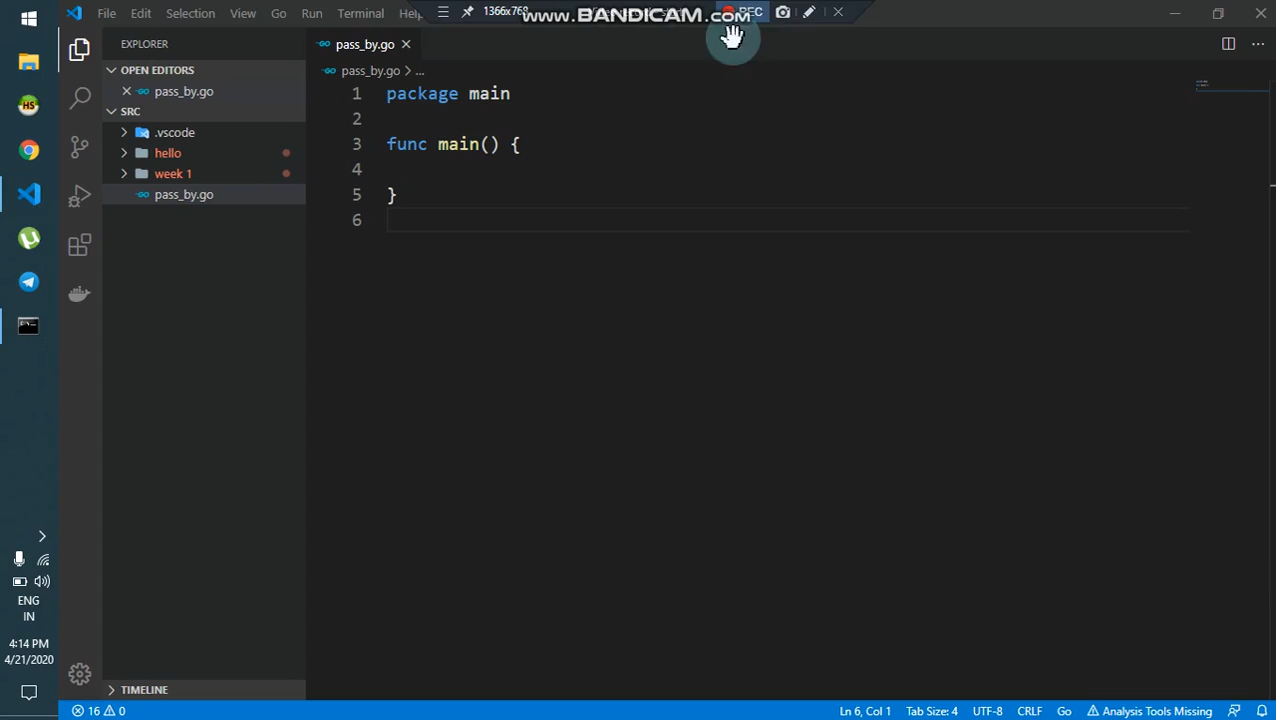 File Edit Selection View Go Run Terminal Hel
1366x768
www.BANDICAM.com
REC
EXPLORER
OPEN EDITORS
pass_by.go
SRC
.vscode
hello
week 1
pass_by.go
TIMELINE
pass_by.go
pass_by.go > ...
1 package main
2
3 func main() {
4
5 }
6
HS
ENG
IN
4:14 PM
4/21/2020
16 0
Ln 6, Col 1 Tab Size: 4 UTF-8 CRLF Go Analysis Tools Missing